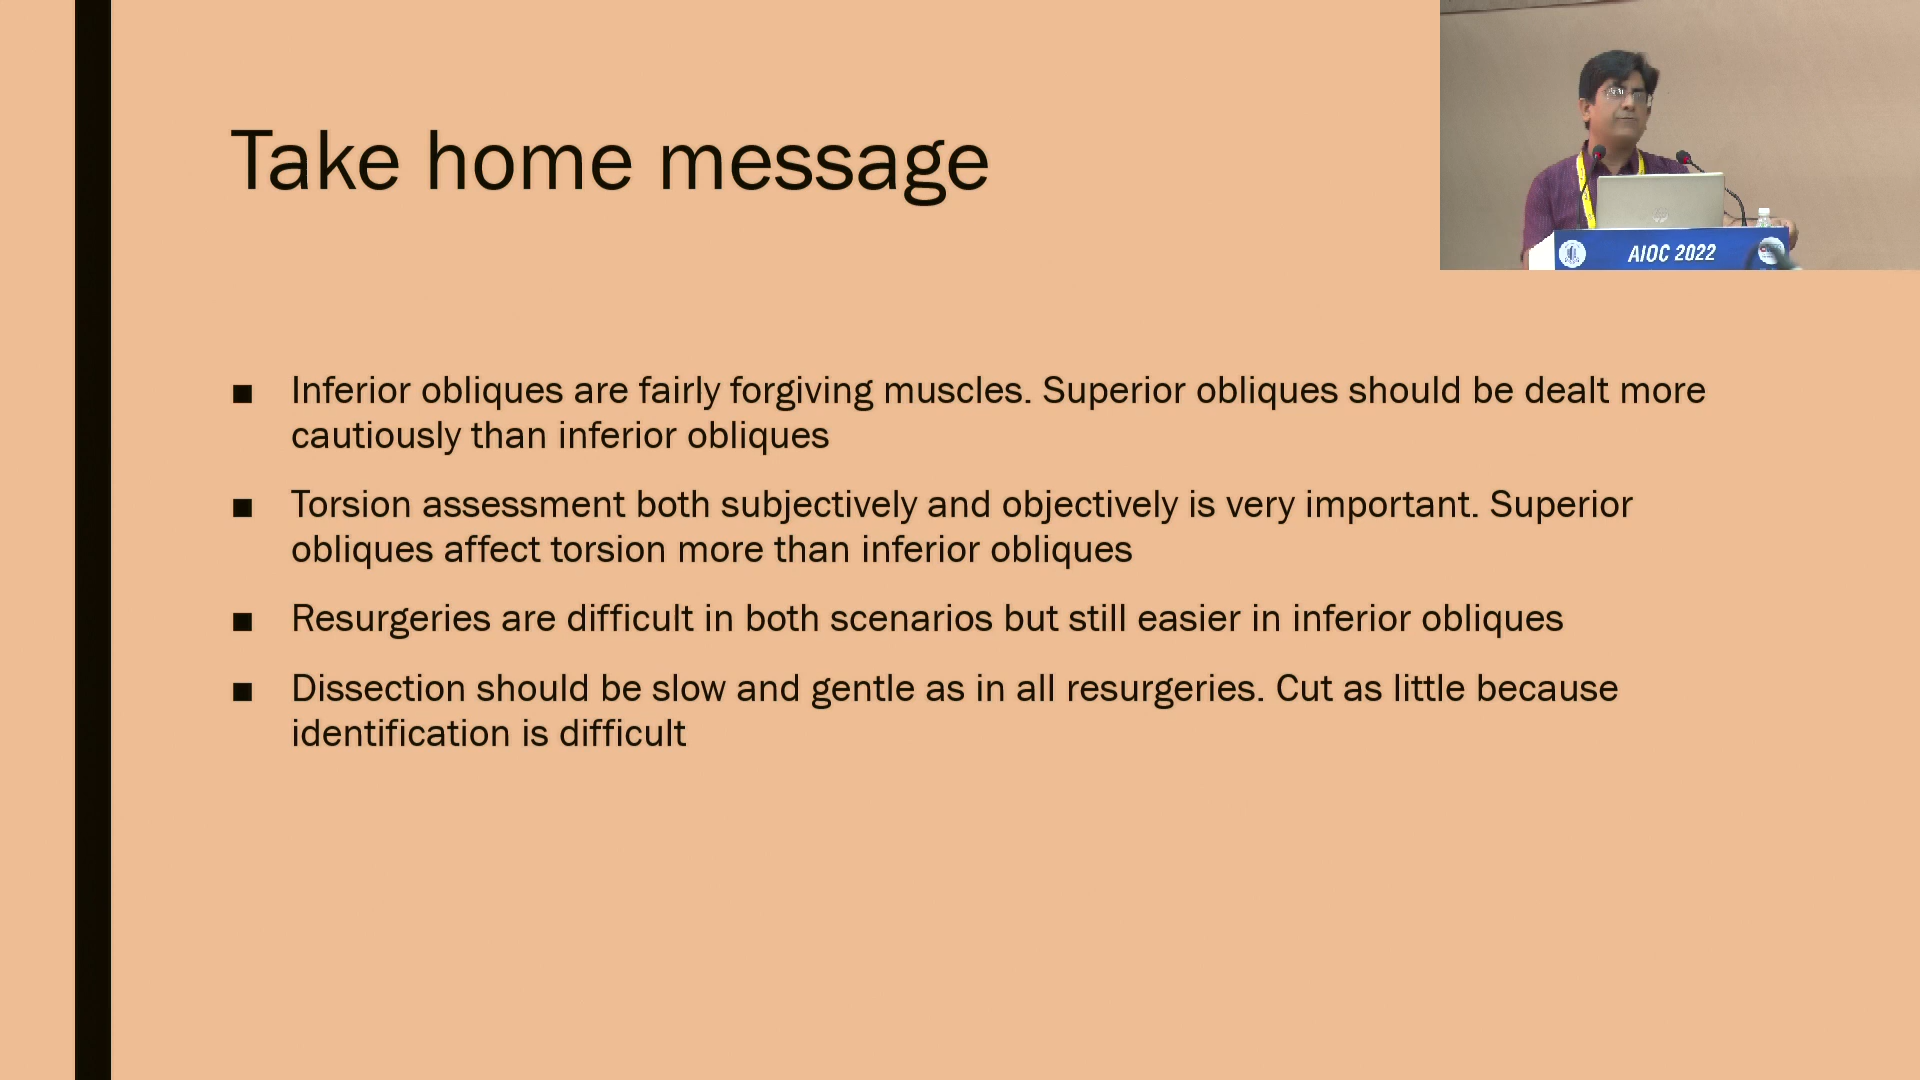 Take home message
AIOC 2022
■ Inferior obliques are fairly forgiving muscles. Superior obliques should be dealt more
cautiously than inferior obliques
■ Torsion assessment both subjectively and objectively is very important. Superior
obliques affect torsion more than inferior obliques
■ Resurgeries are difficult in both scenarios but still easier in inferior obliques
■ Dissection should be slow and gentle as in all resurgeries. Cut as little because
identification is difficult